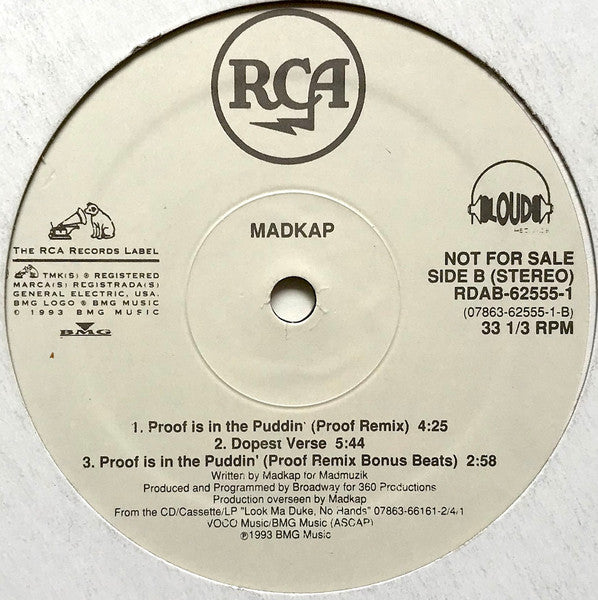 RCA
LOUD
MADKAP
THE RCA RECORDS LABEL
TMK(S) ® REGISTERED
MARCA(S) REGISTRADA(S)
GENERAL ELECTRIC, USA.
BMG LOGO ® BMG MUSIC
© 1993 BMG MUSIC
BMG
NOT FOR SALE
SIDE B (STEREO)
RDAB-62555-1
(07863-62555-1-B)
33 1/3 RPM
1. Proof is in the Puddin' (Proof Remix) 4:25
2. Dopest Verse 5:44
3. Proof is in the Puddin' (Proof Remix Bonus Beats) 2:58
Written by Madkap for Madmuzik
Produced and Programmed by Broadway for 360 Productions
Production overseen by Madkap
From the CD/Cassette/LP "Look Ma Duke, No Hands" 07863-66161-2/4/1
VOCO Music/BMG Music (ASCAP)
℗1993 BMG Music